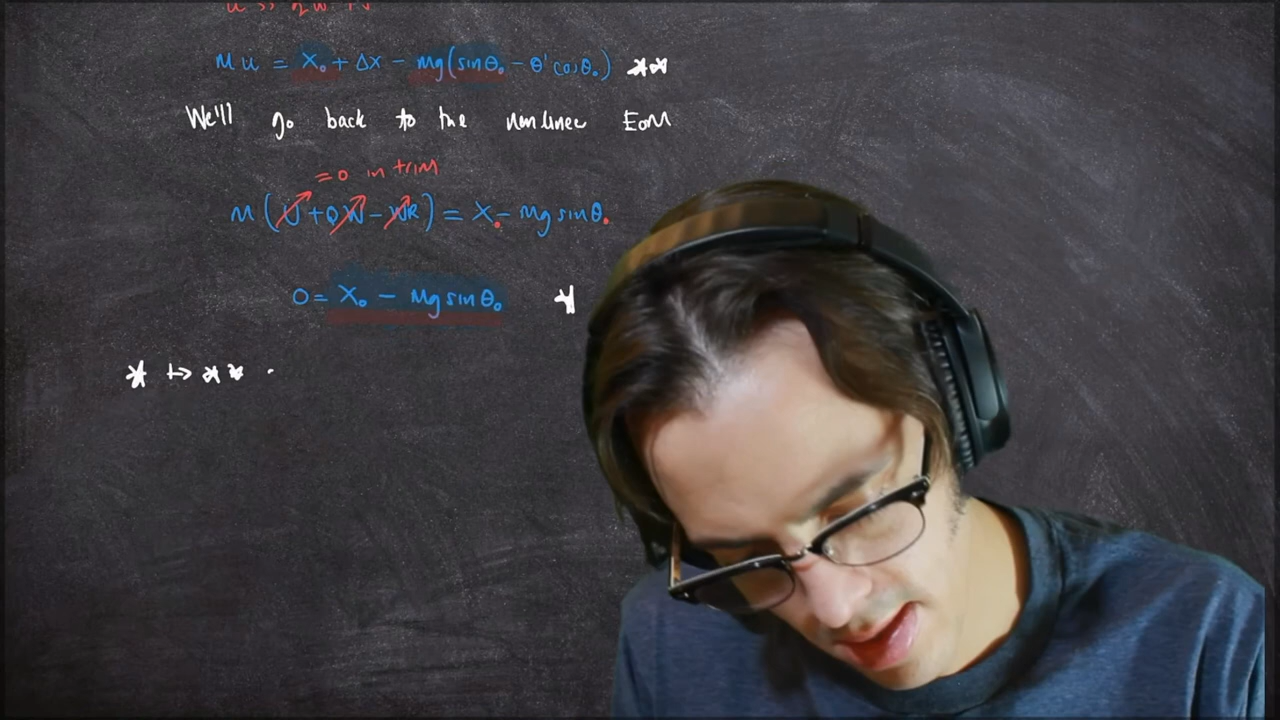 Mu = X₀ + Δx - Mg(sinθ₀ - θ'cosθ₀) **
We'll go back to the nonlinear EoM
=0 in trim
M(U + QW - VR) = X₀ - Mg sinθ₀
0 = X₀ - Mg sinθ₀ *
* ↦ **